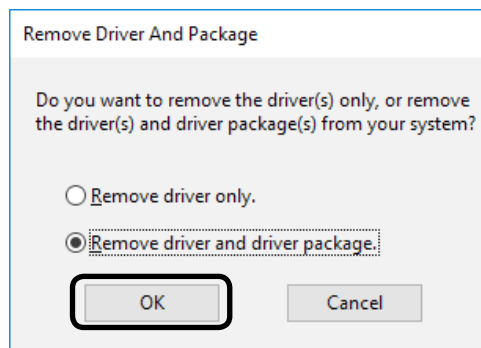 Remove Driver And Package
Do you want to remove the driver(s) only, or remove
the driver(s) and driver package(s) from your system?
Remove driver only.
Remove driver and driver package.
OK
Cancel